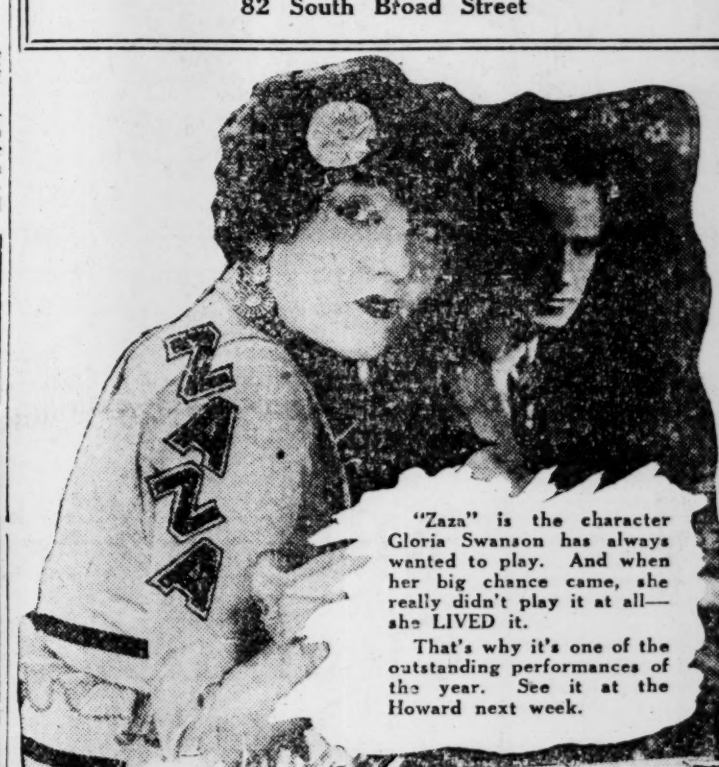 82 South Broad Street
ZAZA
"Zaza" is the character
Gloria Swanson has always
wanted to play. And when
her big chance came, she
really didn't play it at all—
she LIVED it.
That's why it's one of the
outstanding performances of
the year. See it at the
Howard next week.